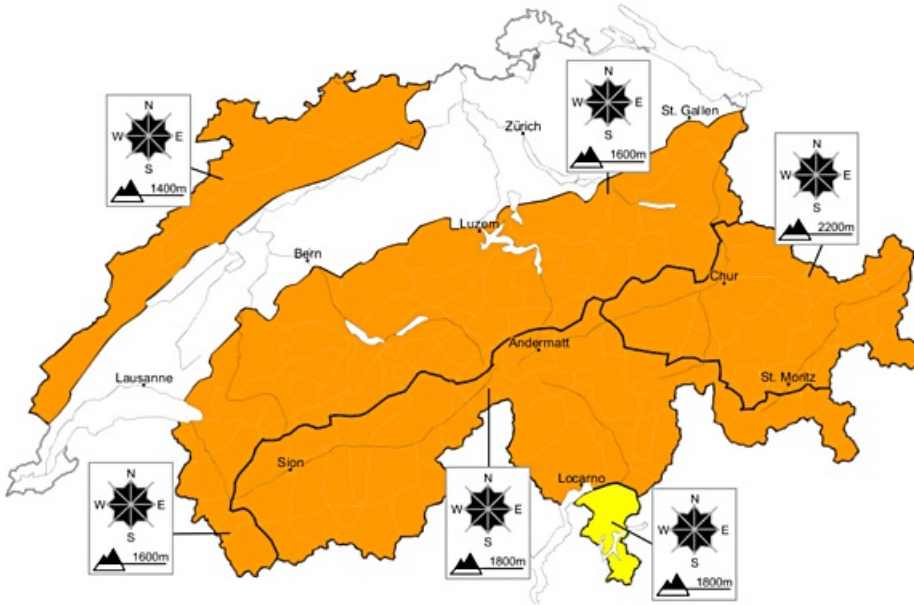 N
W E
S
1400m
N
W E
S
1600m
St. Gallen
Zürich
N
W E
S
2200m
Luzern
Bern
Chur
Andermatt
Lausanne
St. Moritz
Sion
Locarno
N
W E
S
1600m
N
W E
S
1800m
N
W E
S
1800m